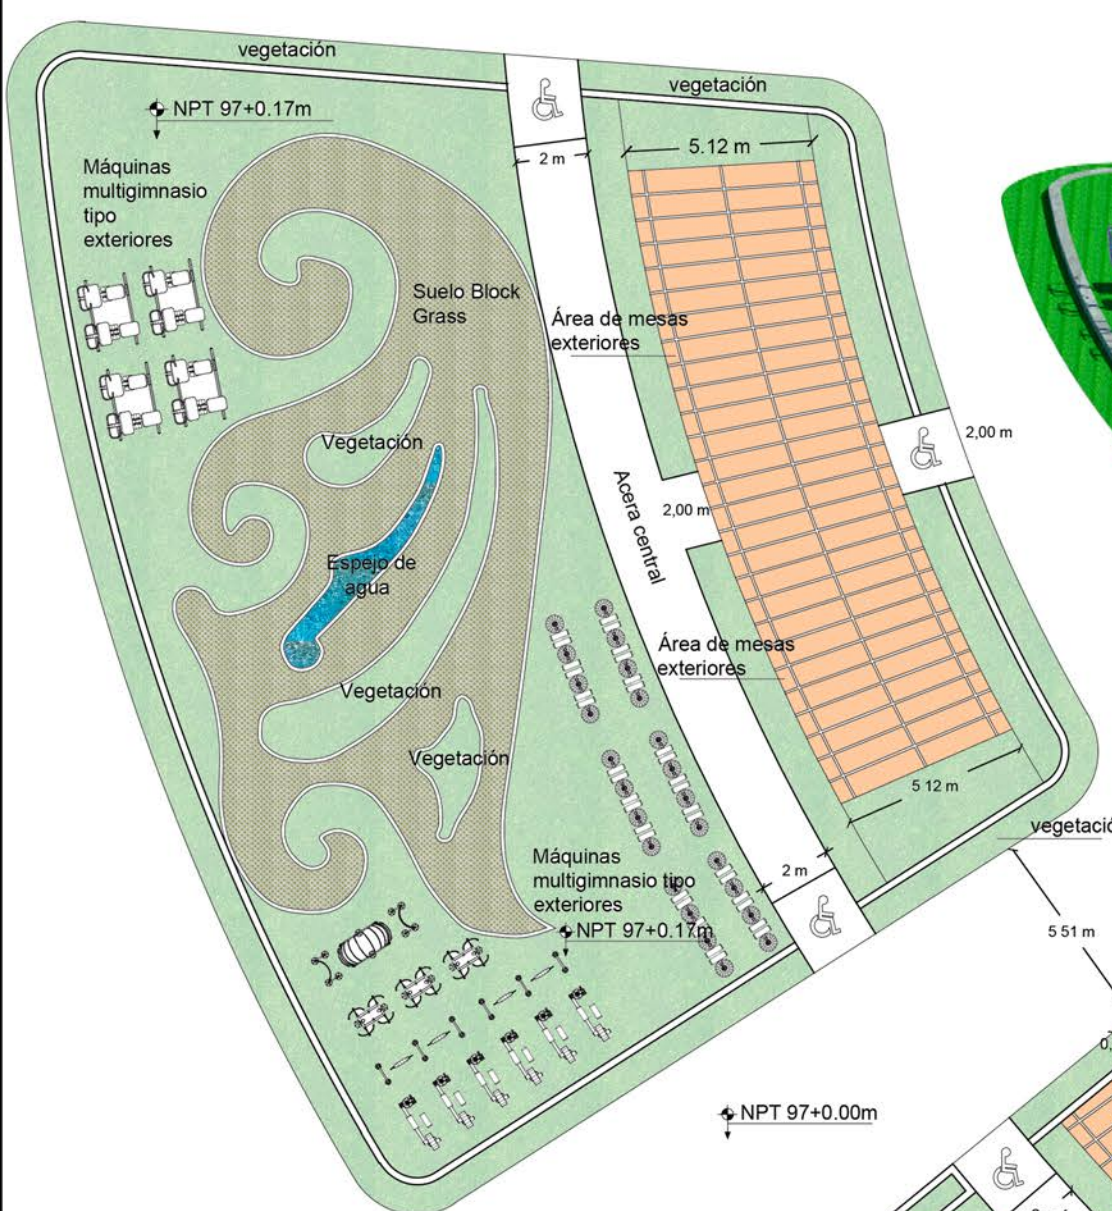 vegetación
vegetación
NPT 97+0.17m
5.12 m
2 m
Máquinas
multigimnasio
tipo
exteriores
Suelo Block
Grass
Área de mesas
exteriores
Vegetación
2,00 m
Acera central
2,00 m
Espejo de
agua
Área de mesas
exteriores
Vegetación
Vegetación
5 12 m
vegetació
Máquinas
multigimnasio tipo
exteriores
2 m
NPT 97+0.17m
5 51 m
0,
NPT 97+0.00m